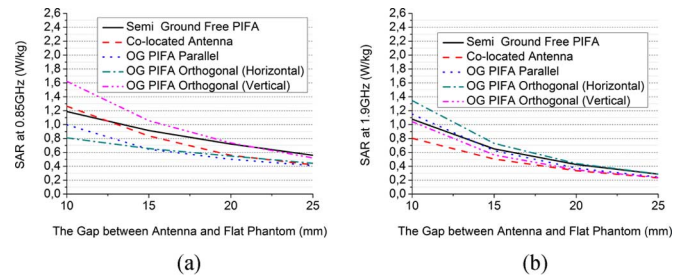 2,6
2,4
2,2
2,0
1,8
1,6
1,4
1,2
1,0
0,8
0,6
0,4
0,2
0,0
SAR at 0.85GHz (W/kg)
Semi Ground Free PIFA
Co-located Antenna
OG PIFA Parallel
OG PIFA Orthogonal (Horizontal)
OG PIFA Orthogonal (Vertical)
10 15 20 25
The Gap between Antenna and Flat Phantom (mm)
(a)
2,6
2,4
2,2
2,0
1,8
1,6
1,4
1,2
1,0
0,8
0,6
0,4
0,2
0,0
SAR at 1.9GHz (W/kg)
Semi Ground Free PIFA
Co-located Antenna
OG PIFA Parallel
OG PIFA Orthogonal (Horizontal)
OG PIFA Orthogonal (Vertical)
10 15 20 25
The Gap between Antenna and Flat Phantom (mm)
(b)